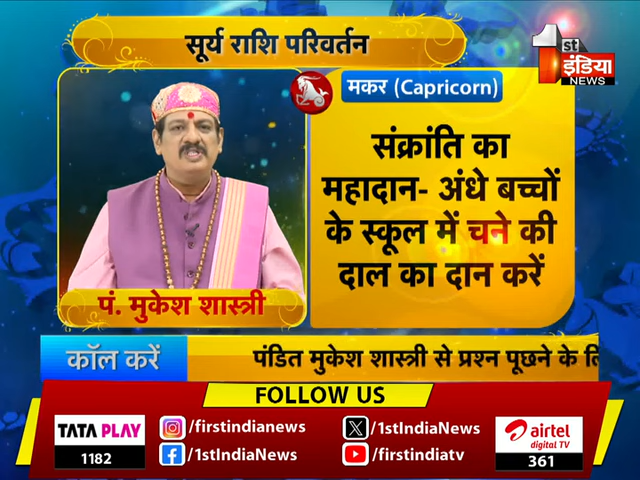 सूर्य राशि परिवर्तन
1st
इंडिया
NEWS
मकर (Capricorn)
संक्रांति का
महादान- अंधे बच्चों
के स्कूल में चने की
दाल का दान करें
पं. मुकेश शास्त्री
कॉल करें
पंडित मुकेश शास्त्री से प्रश्न पूछने के
FOLLOW US
TATA PLAY
1182
/firstindianews
/1stIndiaNews
/1stIndiaNews
/firstindiatv
airtel
digital TV
361